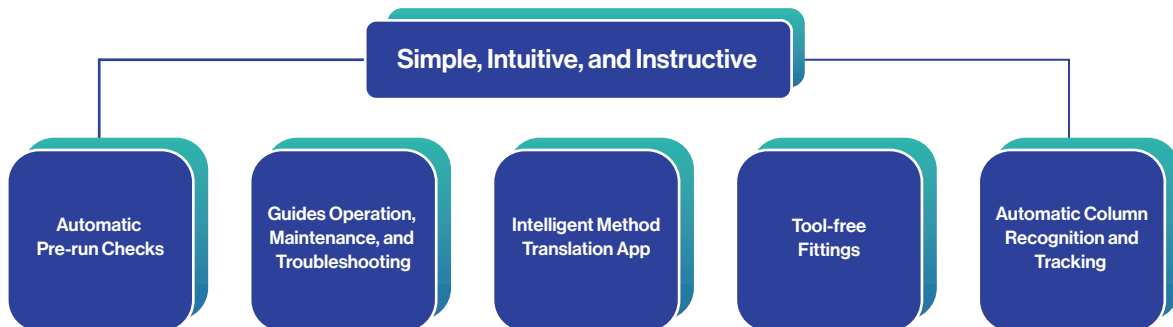 Simple, Intuitive, and Instructive
Automatic
Pre-run Checks
Guides Operation,
Maintenance, and
Troubleshooting
Intelligent Method
Translation App
Tool-free
Fittings
Automatic Column
Recognition and
Tracking